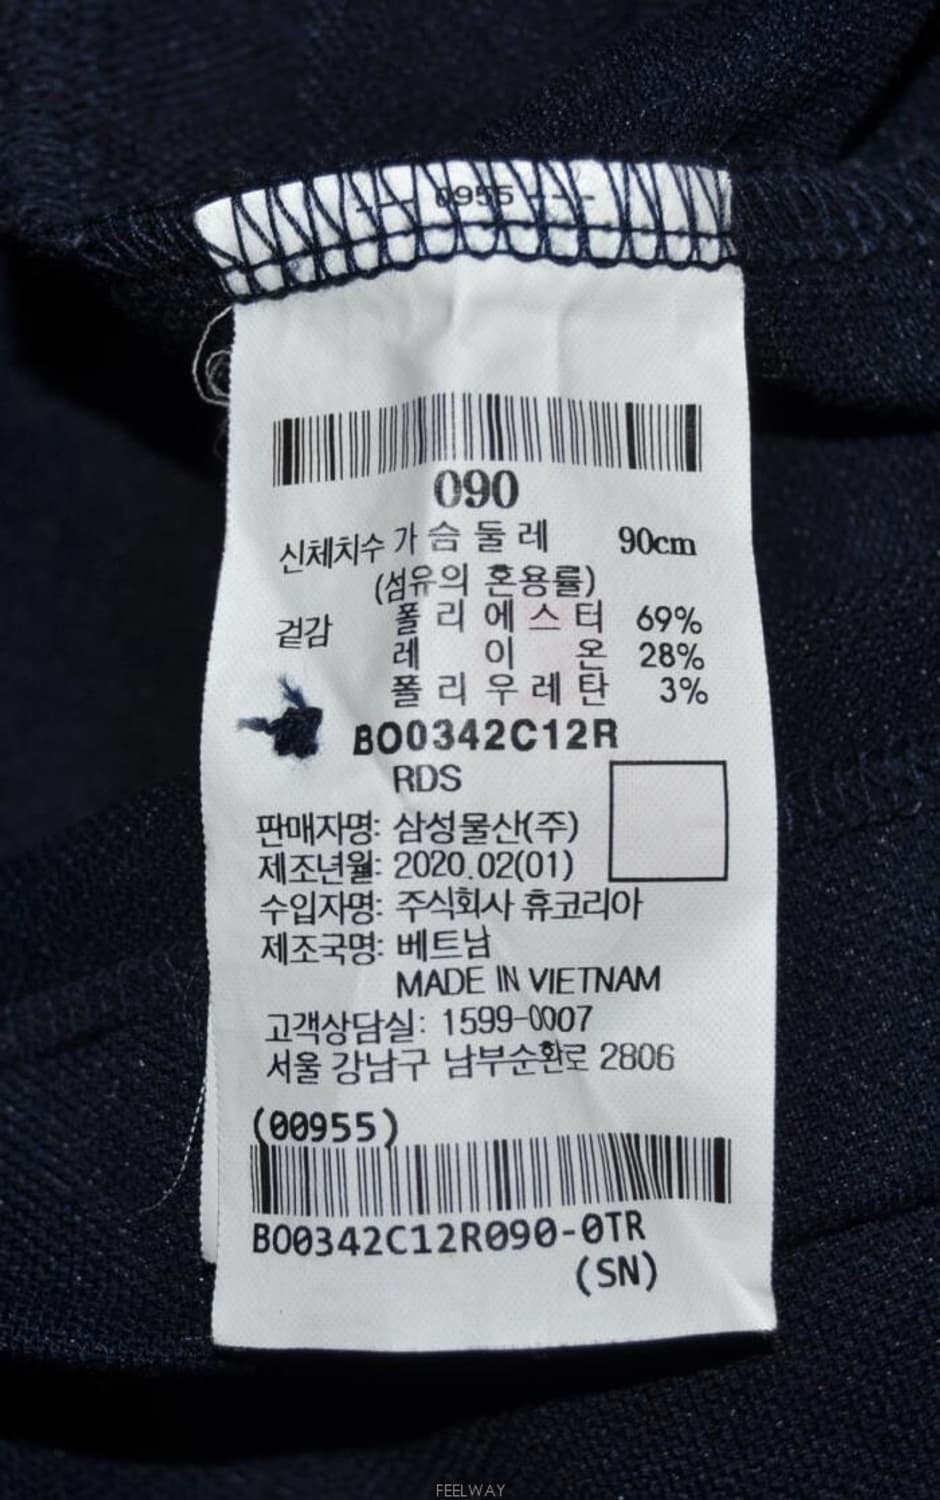 --- 0955 ---
090
신체치수 가 슴 둘 레 90cm
(섬유의 혼용률)
겉감 폴 리 에 스 터 69%
레 이 온 28%
폴 리 우 레 탄 3%
BO0342C12R
RDS
판매자명: 삼성물산(주)
제조년월: 2020.02(01)
수입자명: 주식회사 휴코리아
제조국명: 베트남
MADE IN VIETNAM
고객상담실: 1599-0007
서울 강남구 남부순환로 2806
(00955)
BO0342C12R090-0TR
(SN)
FEELWAY